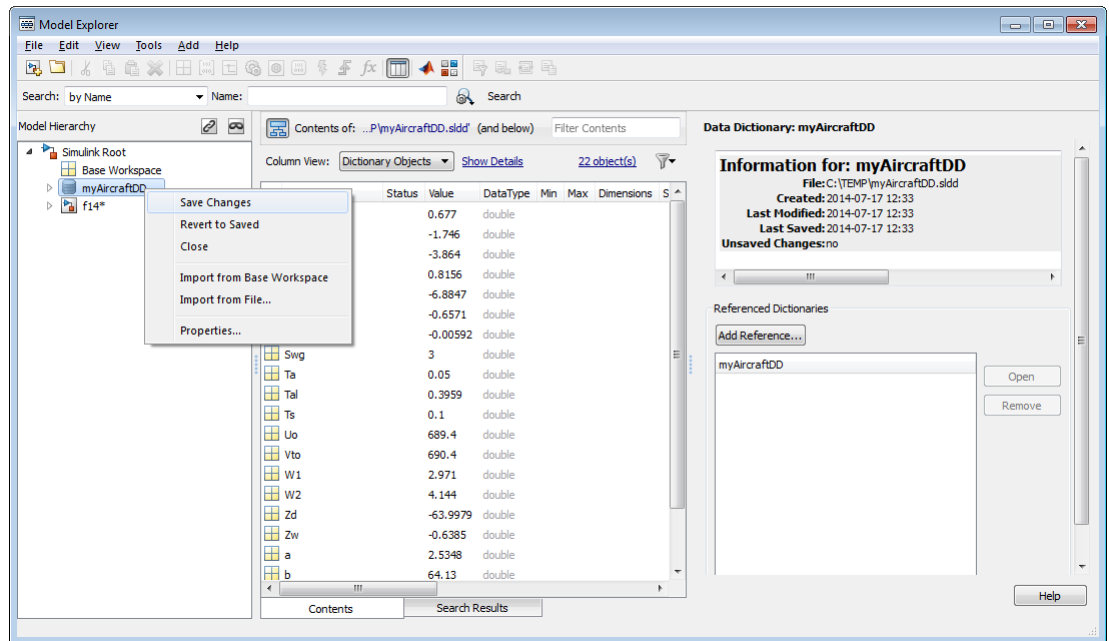 Model Explorer
File Edit View Tools Add Help
Search: by Name Name: Search
Model Hierarchy
Simulink Root
Base Workspace
myAircraftDD
f14*
Save Changes
Revert to Saved
Close
Import from Base Workspace
Import from File...
Properties...
Contents of: ...P\myAircraftDD.sldd' (and below) Filter Contents
Column View: Dictionary Objects Show Details 22 object(s)
Status Value DataType Min Max Dimensions S
0.677 double
-1.746 double
-3.864 double
0.8156 double
-6.8847 double
-0.6571 double
-0.00592 double
Swg 3 double
Ta 0.05 double
Tal 0.3959 double
Ts 0.1 double
Uo 689.4 double
Vto 690.4 double
W1 2.971 double
W2 4.144 double
Zd -63.9979 double
Zw -0.6385 double
a 2.5348 double
b 64.13 double
Contents Search Results
Data Dictionary: myAircraftDD
Information for: myAircraftDD
File: C:\TEMP\myAircraftDD.sldd
Created: 2014-07-17 12:33
Last Modified: 2014-07-17 12:33
Last Saved: 2014-07-17 12:33
Unsaved Changes: no
Referenced Dictionaries
Add Reference...
myAircraftDD
Open
Remove
Help